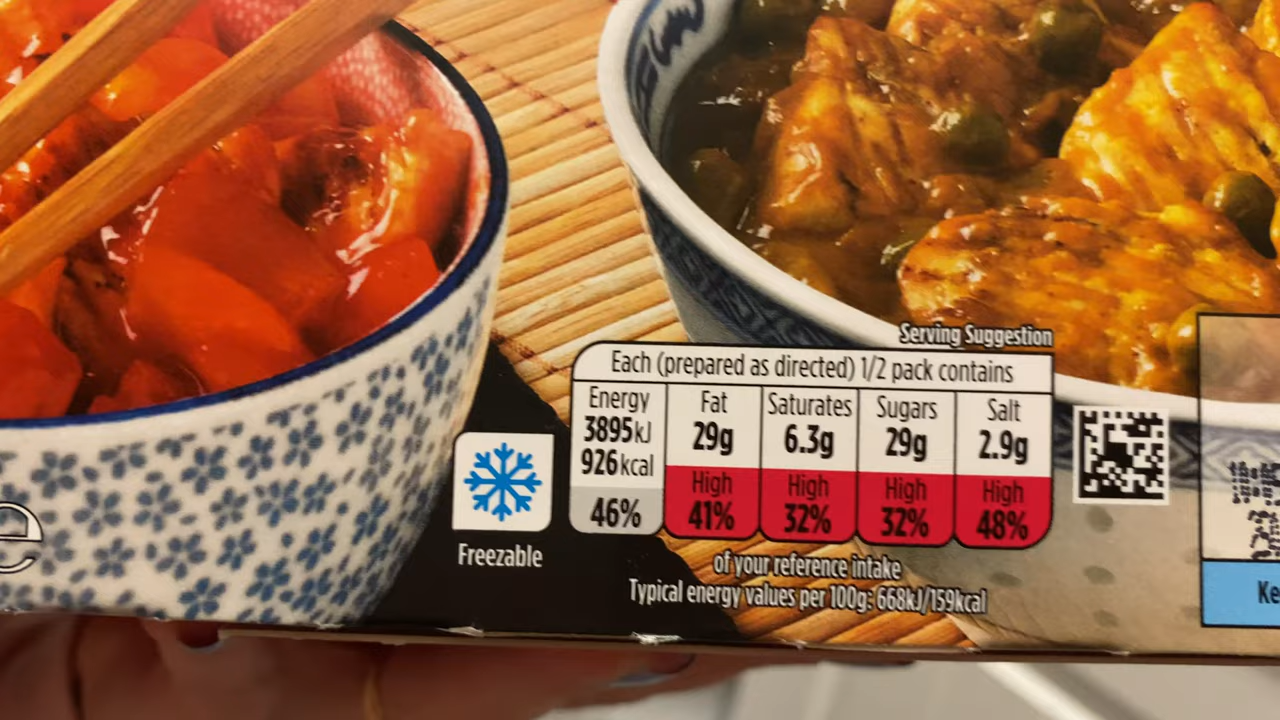 Serving Suggestion
Each (prepared as directed) 1/2 pack contains
Energy 3895kJ 926kcal 46%
Fat 29g High 41%
Saturates 6.3g High 32%
Sugars 29g High 32%
Salt 2.9g High 48%
of your reference intake
Typical energy values per 100g: 668kJ/159kcal
Freezable
e
Ke